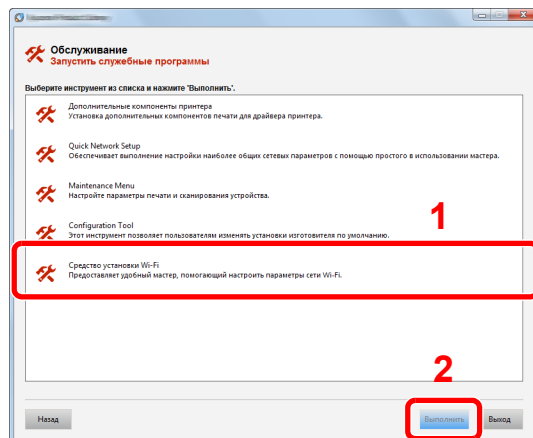 Обслуживание
Запустить служебные программы
Выберите инструмент из списка и нажмите 'Выполнить'.
Дополнительные компоненты принтера
Установка дополнительных компонентов печати для драйвера принтера.
Quick Network Setup
Обеспечивает выполнение настройки наиболее общих сетевых параметров с помощью простого в использовании мастера.
Maintenance Menu
Настройте параметры печати и сканирования устройства.
1
Configuration Tool
Этот инструмент позволяет пользователям изменять установки изготовителя по умолчанию.
Средство установки Wi-Fi
Предоставляет удобный мастер, помогающий настроить параметры сети Wi-Fi.
2
Назад
Выполнить
Выход